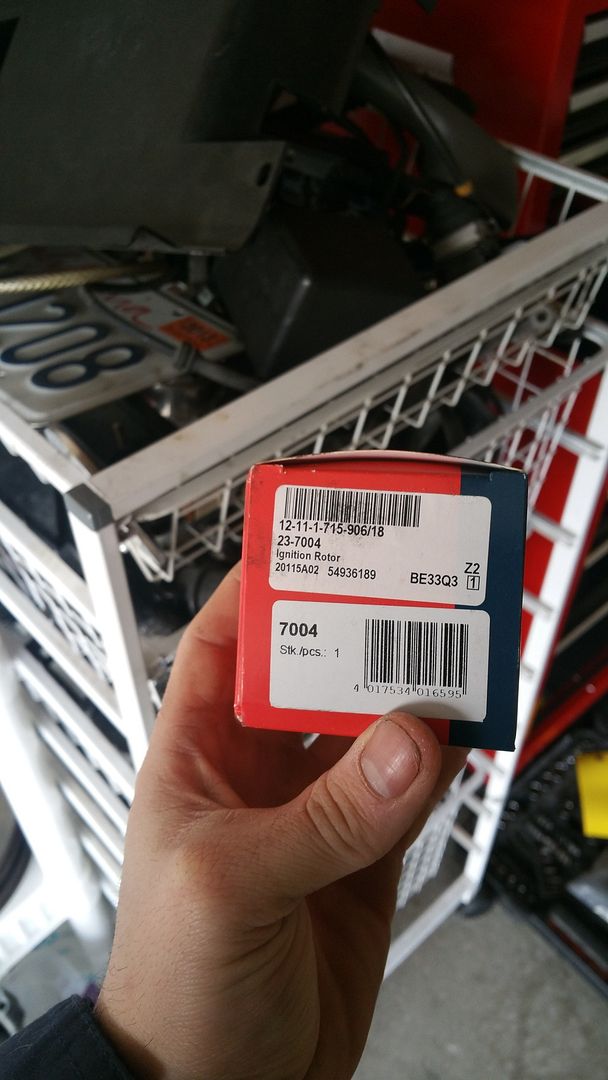 208
12-11-1-715-906/18
23-7004
Ignition Rotor
20115A02 54936189
BE33Q3
Z2
1
7004
Stk./pcs.: 1
4 017534 016595